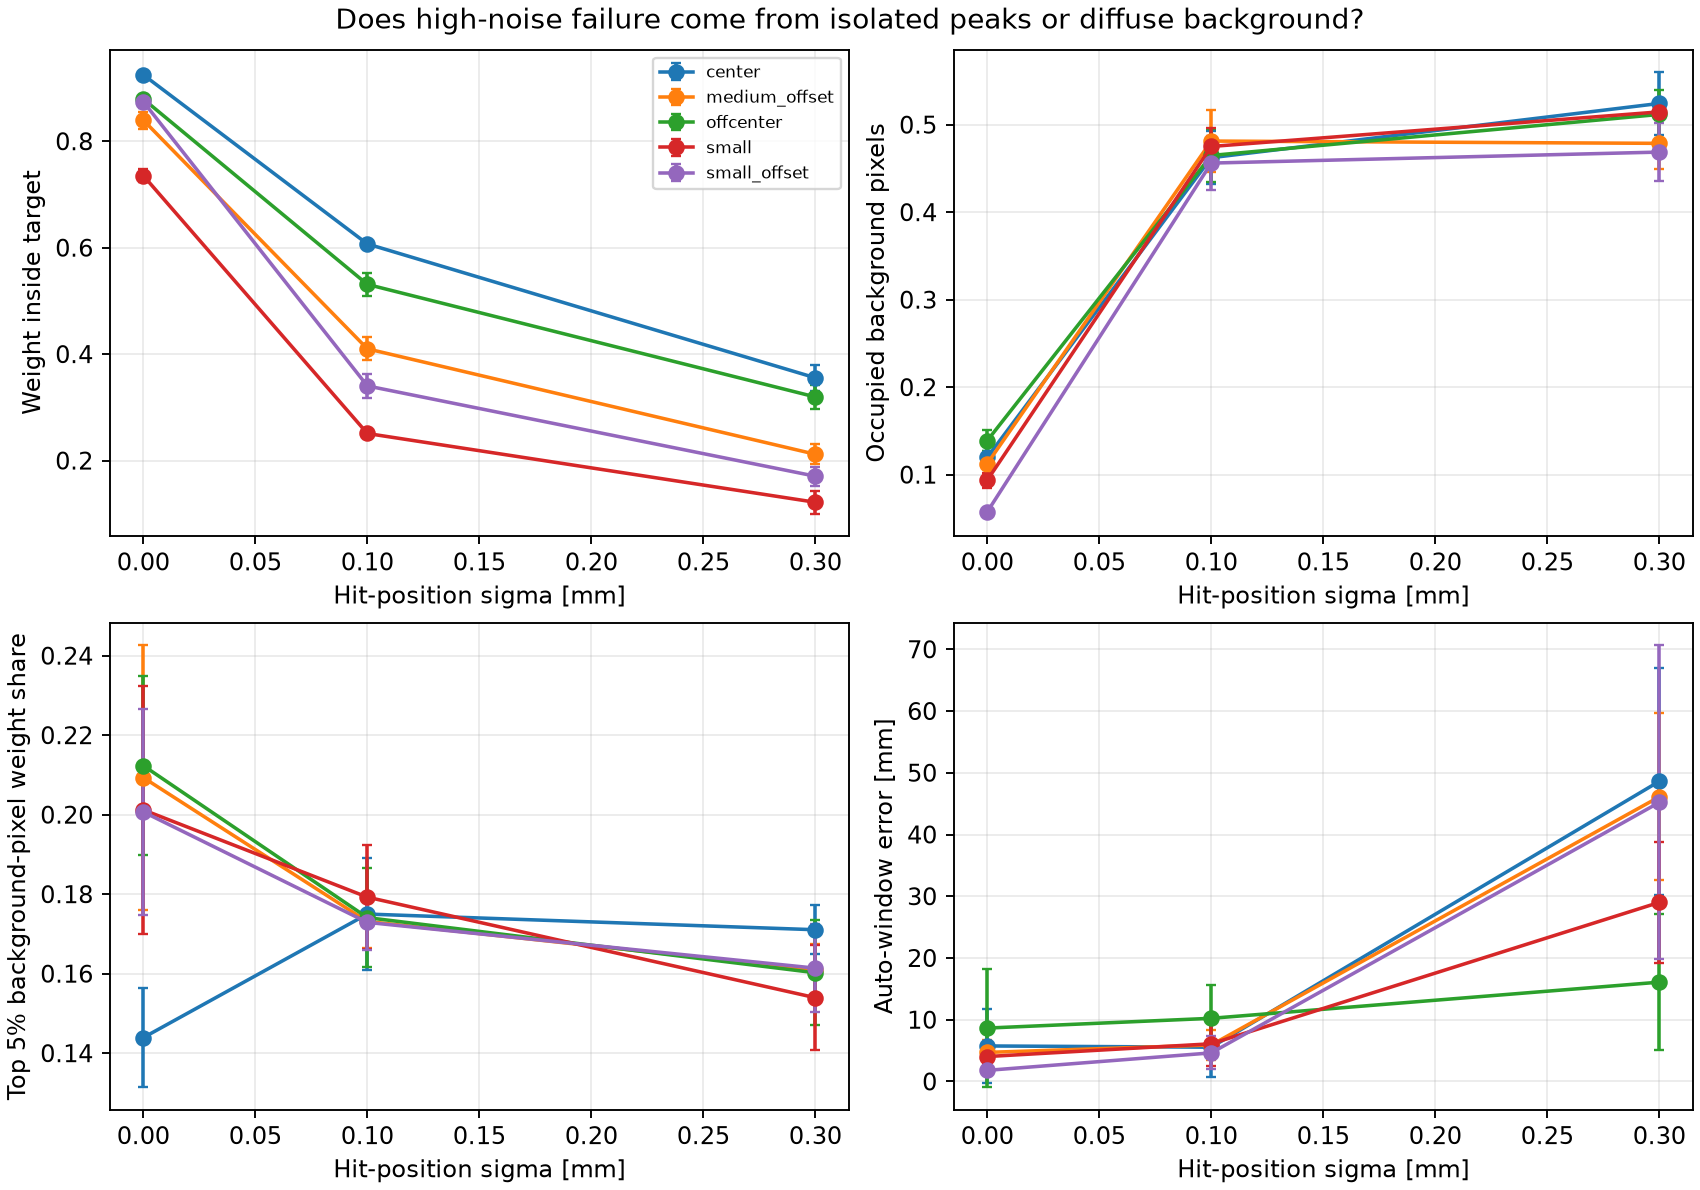 Does high-noise failure come from isolated peaks or diffuse background?
Weight inside target
0.8
0.6
0.4
0.2
center
medium_offset
offcenter
small
small_offset
0.00 0.05 0.10 0.15 0.20 0.25 0.30
Hit-position sigma [mm]
Occupied background pixels
0.5
0.4
0.3
0.2
0.1
0.00 0.05 0.10 0.15 0.20 0.25 0.30
Hit-position sigma [mm]
Top 5% background-pixel weight share
0.24
0.22
0.20
0.18
0.16
0.14
0.00 0.05 0.10 0.15 0.20 0.25 0.30
Hit-position sigma [mm]
Auto-window error [mm]
70
60
50
40
30
20
10
0
0.00 0.05 0.10 0.15 0.20 0.25 0.30
Hit-position sigma [mm]